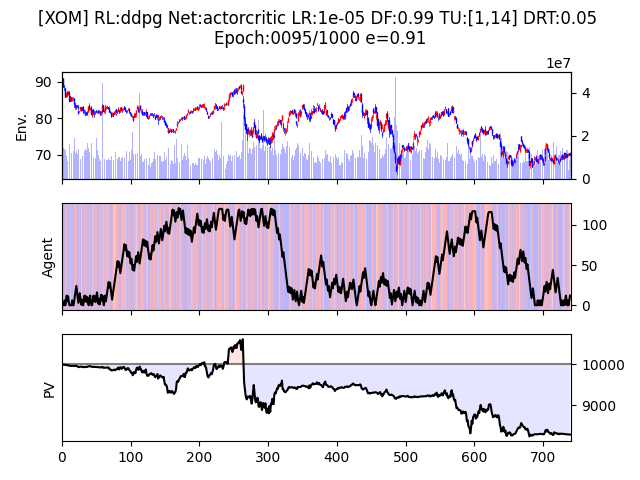 [XOM] RL:ddpg Net:actorcritic LR:1e-05 DF:0.99 TU:[1,14] DRT:0.05
Epoch:0095/1000 e=0.91
1e7
90
80
70
Env.
4
2
0
Agent
100
50
0
PV
10000
9000
0 100 200 300 400 500 600 700